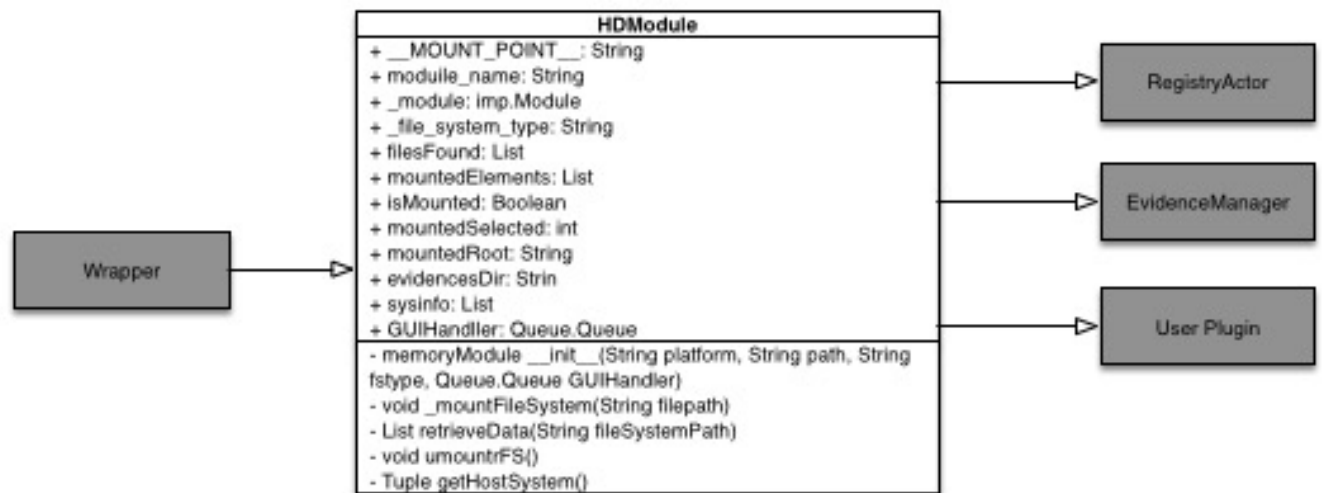 HDModule
+ __MOUNT_POINT__: String
+ moduile_name: String
+ _module: imp.Module
+ _file_system_type: String
+ filesFound: List
+ mountedElements: List
+ isMounted: Boolean
+ mountedSelected: int
+ mountedRoot: String
+ evidencesDir: Strin
+ sysinfo: List
+ GUIHandller: Queue.Queue
- memoryModule __init__(String platform, String path, String
fstype, Queue.Queue GUIHandler)
- void _mountFileSystem(String filepath)
- List retrieveData(String fileSystemPath)
- void umountrFS()
- Tuple getHostSystem()
Wrapper
RegistryActor
EvidenceManager
User Plugin